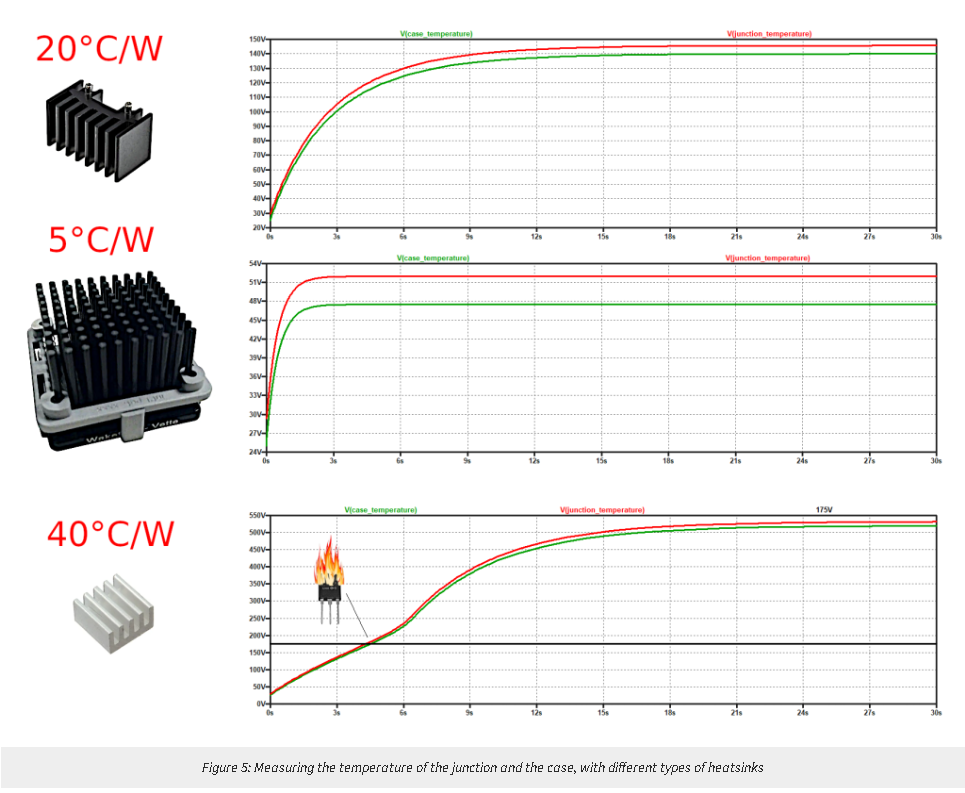 20°C/W
V(case_temperature) V(junction_temperature)
150V
140V
130V
120V
110V
100V
90V
80V
70V
60V
50V
40V
30V
20V
0s 3s 6s 9s 12s 15s 18s 21s 24s 27s 30s
5°C/W
V(case_temperature) V(junction_temperature)
54V
51V
48V
45V
42V
39V
36V
33V
30V
27V
24V
0s 3s 6s 9s 12s 15s 18s 21s 24s 27s 30s
40°C/W
V(case_temperature) V(junction_temperature) 175V
550V
500V
450V
400V
350V
300V
250V
200V
150V
100V
50V
0V
0s 3s 6s 9s 12s 15s 18s 21s 24s 27s 30s
Figure 5: Measuring the temperature of the junction and the case, with different types of heatsinks